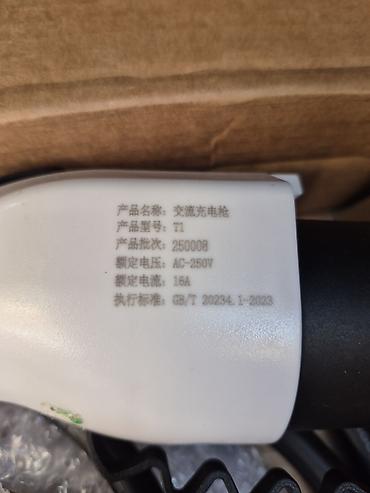 产品名称: 交流充电枪
产品型号: T1
产品批次: 250008
额定电压: AC-250V
额定电流: 16A
执行标准: GB/T 20234.1-2023